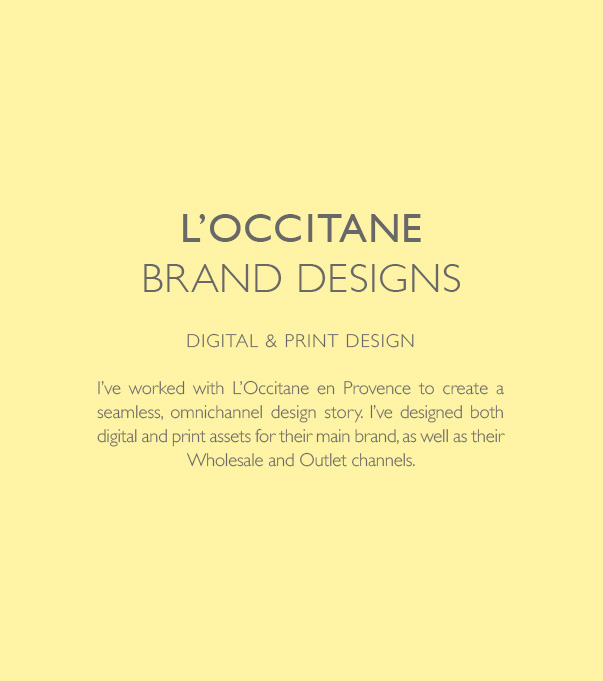 L’OCCITANE
BRAND DESIGNS
DIGITAL & PRINT DESIGN
I’ve worked with L’Occitane en Provence to create a
seamless, omnichannel design story. I’ve designed both
digital and print assets for their main brand, as well as their
Wholesale and Outlet channels.